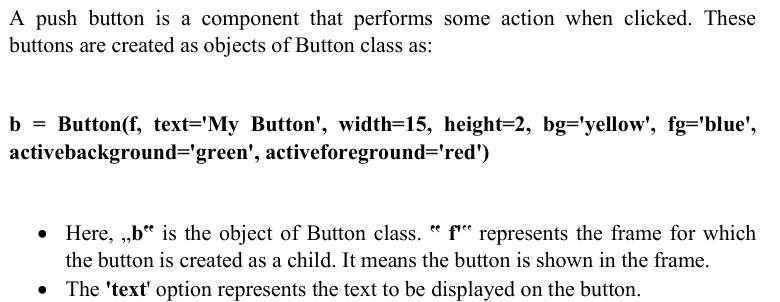 A push button is a component that performs some action when clicked. These
buttons are created as objects of Button class as:
b = Button(f, text='My Button', width=15, height=2, bg='yellow', fg='blue',
activebackground='green', activeforeground='red')
• Here, „b‟ is the object of Button class. ‟ f'‟ represents the frame for which
the button is created as a child. It means the button is shown in the frame.
• The 'text' option represents the text to be displayed on the button.